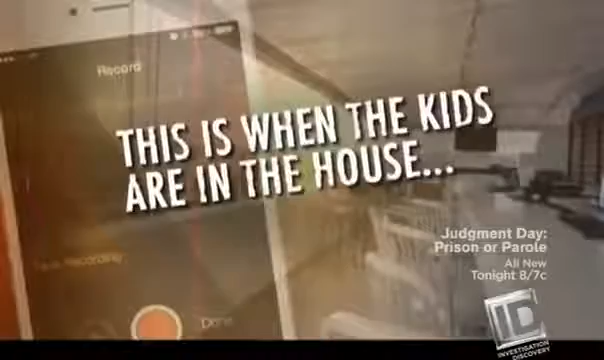 Record
THIS IS WHEN THE KIDS
ARE IN THE HOUSE...
Judgment Day:
Prison or Parole
All New
Tonight 8/7c
Done
ID
INVESTIGATION
DISCOVERY